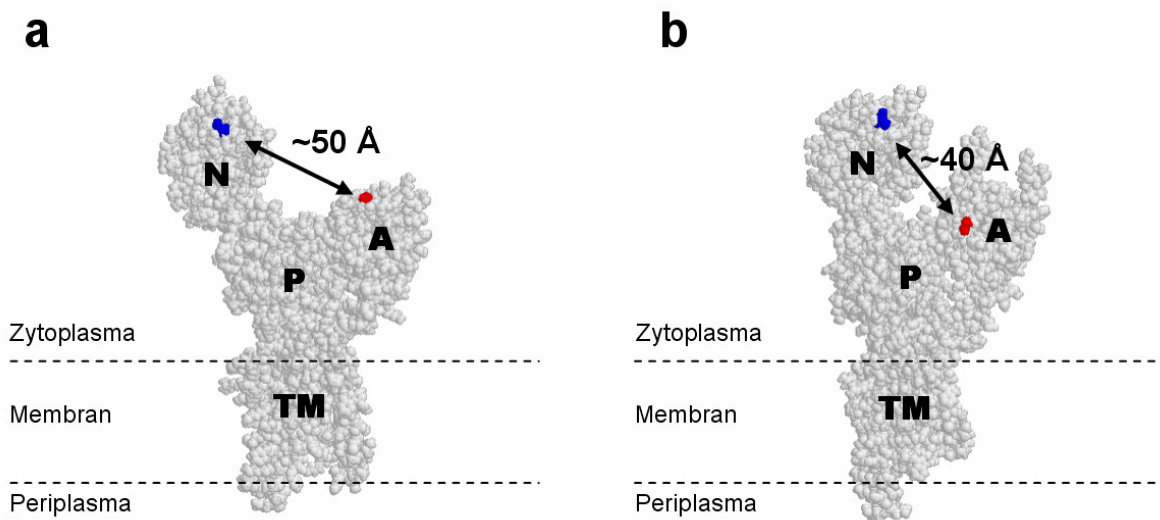 a
b
~50 Å
~40 Å
N
N
A
A
P
P
Zytoplasma
Zytoplasma
TM
TM
Membran
Membran
Periplasma
Periplasma